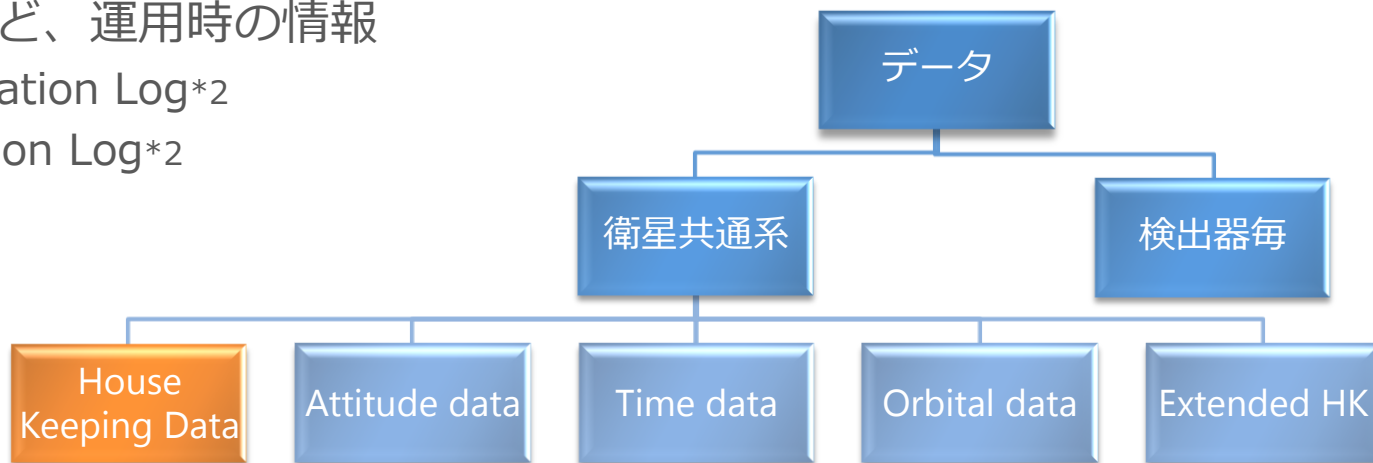 ど、運用時の情報
ation Log*2
on Log*2
データ
衛星共通系
検出器毎
House
Keeping Data
Attitude data
Time data
Orbital data
Extended HK